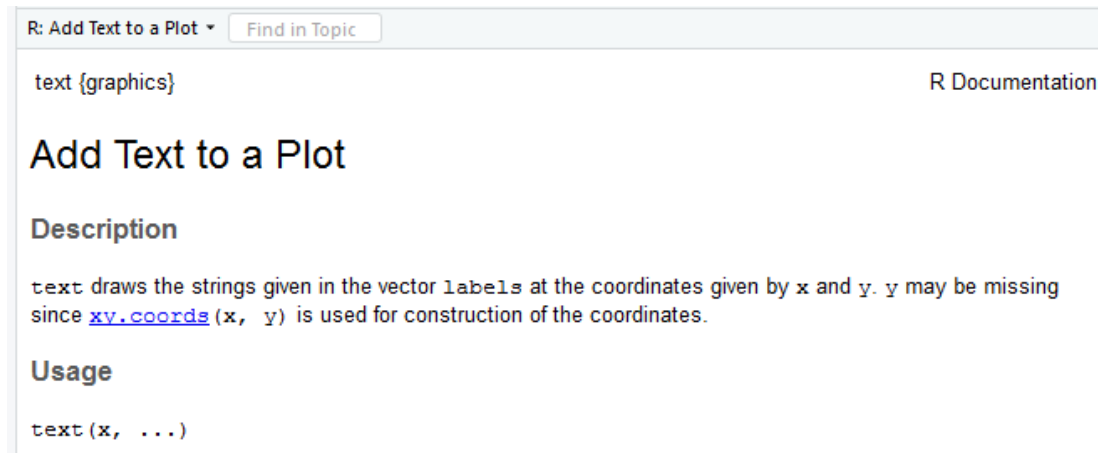 R: Add Text to a Plot Find in Topic
text {graphics} R Documentation
Add Text to a Plot
Description
text draws the strings given in the vector labels at the coordinates given by x and y. y may be missing
since xy.coords(x, y) is used for construction of the coordinates.
Usage
text(x, ...)